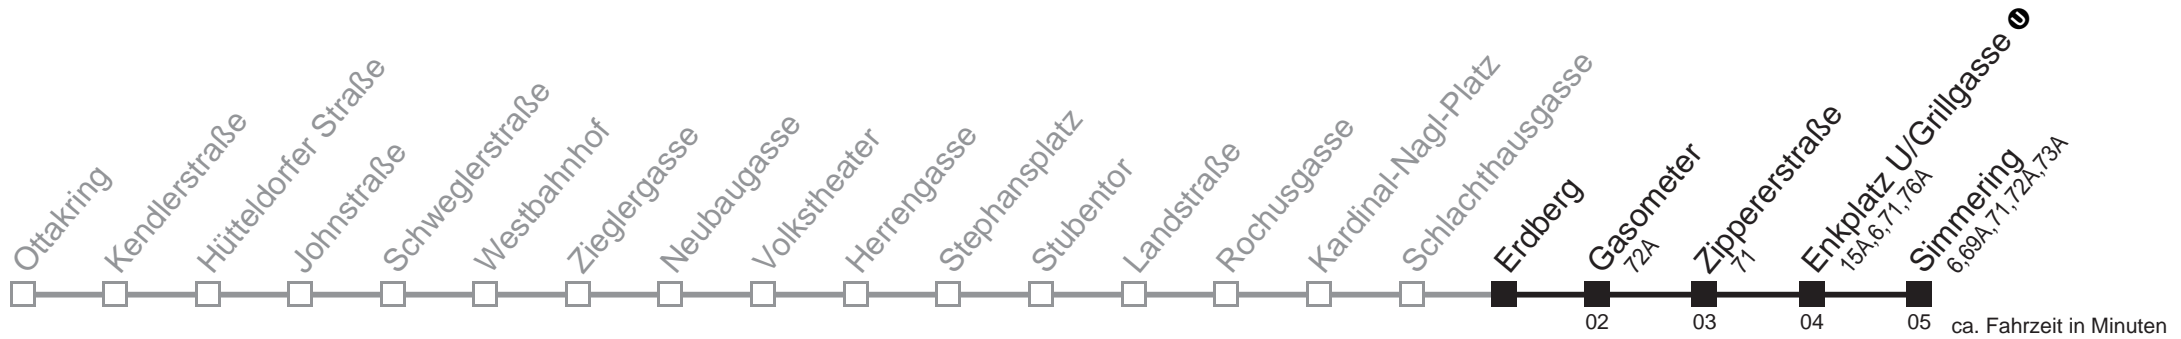 Ottakring
Kendlerstraße
Hütteldorfer Straße
Johnstraße
Schweglerstraße
Westbahnhof
Zieglergasse
Neubaugasse
Volkstheater
Herrengasse
Stephansplatz
Stubentor
Landstraße
Rochusgasse
Kardinal-Nagl-Platz
Schlachthausgasse
Erdberg
Gasometer
72A
Zippererstraße
71
Enkplatz U/Grillgasse U
15A,6,71,76A
Simmering
6,69A,71,72A,73A
02
03
04
05
ca. Fahrzeit in Minuten